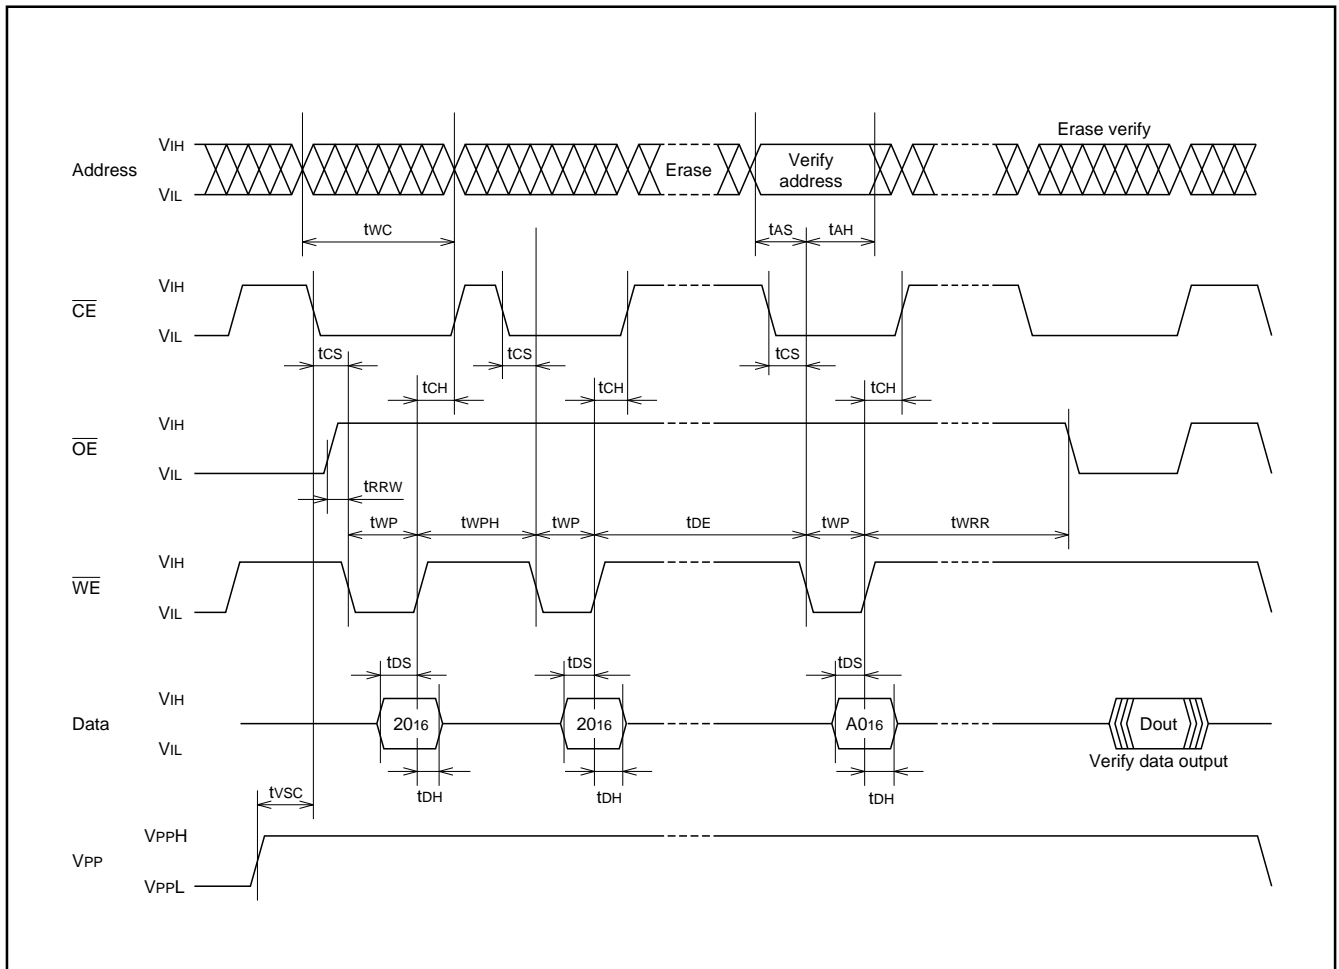 Erase verify
VIH
Address
Erase
Verify
address
VIL
tWC
tAS
tAH
VIH
CE
VIL
tCS
tCS
tCS
tCH
tCH
tCH
VIH
OE
VIL
tRRW
tWP
tWPH
tWP
tDE
tWP
tWRR
VIH
WE
VIL
tDS
tDS
tDS
VIH
Data
2016
2016
A016
Dout
VIL
Verify data output
tVSC
tDH
tDH
tDH
VPPH
VPP
VPPL